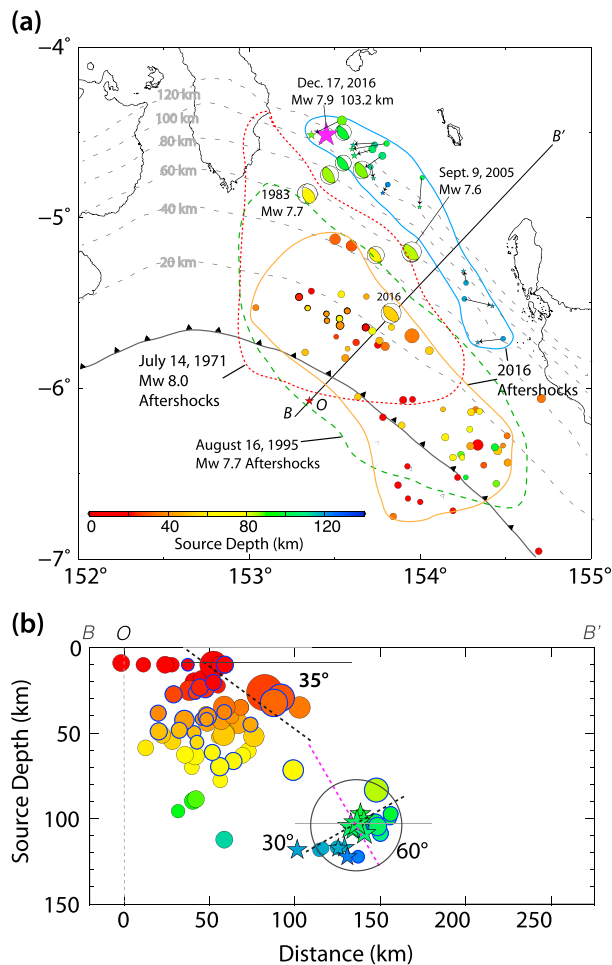 (a)
−4°
Dec. 17, 2016
Mw 7.9 103.2 km
120 km
100 km
80 km
B'
60 km
Sept. 9, 2005
Mw 7.6
−5°
1983
Mw 7.7
40 km
20 km
2016
July 14, 1971
Mw 8.0
Aftershocks
2016
Aftershocks
−6°
B
O
August 16, 1995
Mw 7.7 Aftershocks
0 40 80 120
Source Depth (km)
−7°
152° 153° 154° 155°
(b)
B O B'
0
35°
50
100
30° 60°
150
Source Depth (km)
0 50 100 150 200 250
Distance (km)